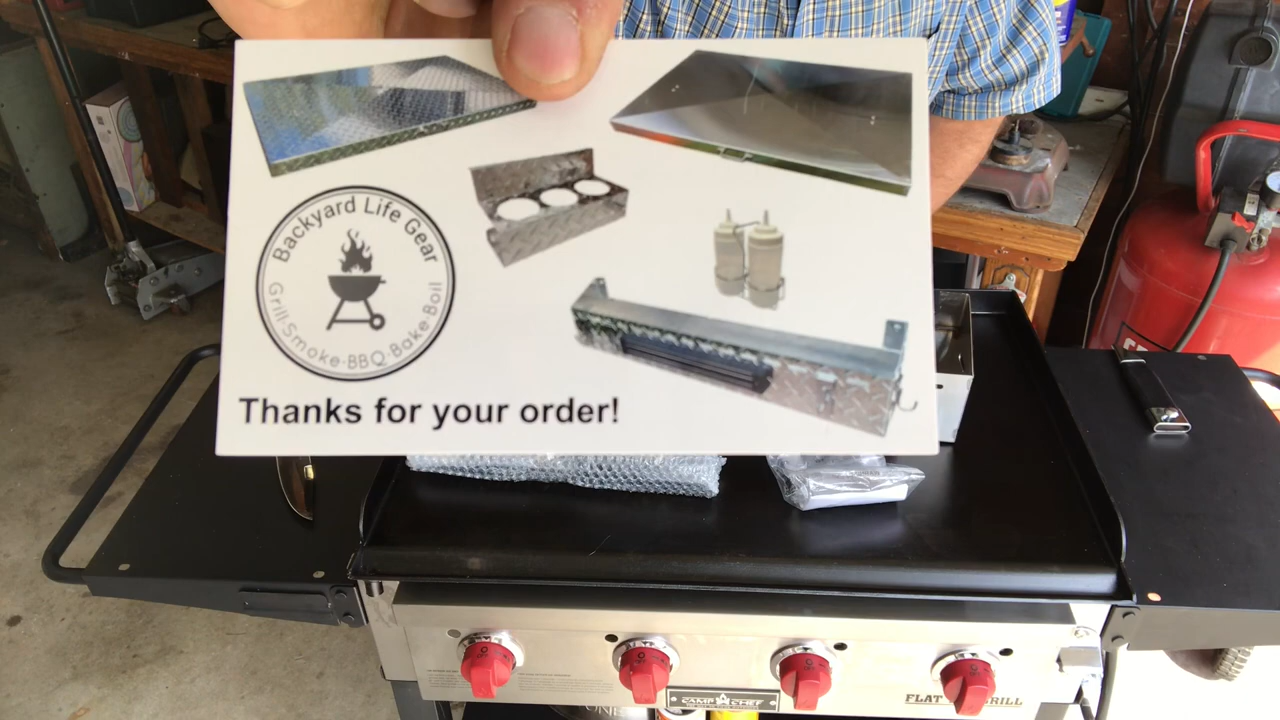 Backyard Life Gear
Grill·Smoke·BBQ·Bake·Boil
Thanks for your order!
CAMP CHEF
FLAT GRILL